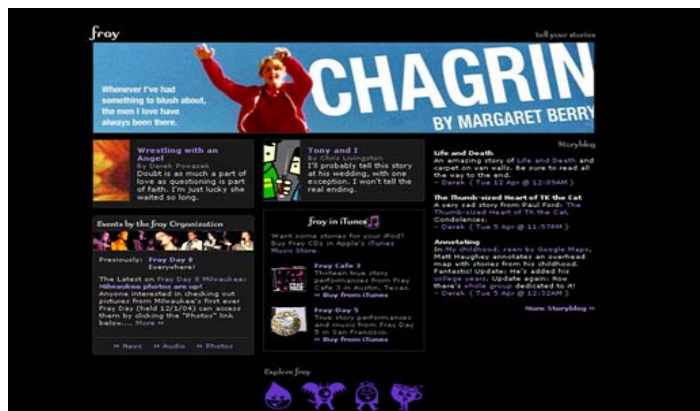 fray
tell your stories
Whenever I've had
something to blush about,
the men I love have
always been there.
CHAGRIN
BY MARGARET BERRY
Wrestling with an
Angel
By Derek Powazek
Doubt is as much a part of
love as questioning is part
of faith. I'm just lucky she
waited so long.
Tony and I
By Chris Livingston
I'll probably tell this story
at his wedding, with one
exception. I won't tell the
real ending.
Storyblog
Life and Death
An amazing story of Life and Death and
carpet on van walls. Be sure to read all
the way to the end.
- Derek ( Tue 12 Apr @ 12:09AM )
The Thumb-sized Heart of TK the Cat
A very sad story from Paul Ford: The
Thumb-sized Heart of TK the Cat.
Condolences.
- Derek ( Tue 5 Apr @ 11:57PM )
Annotating
In My childhood, seen by Google Maps,
Matt Haughey annotates an overhead
map with stories from his childhood.
Fantastic! Update: He's added his
college years. Update again: Now
there's whole group dedicated to it!
- Derek ( Tue 5 Apr @ 12:32AM )
More Storyblog »
Events by the fray Organization
Previously: Fray Day 8
Everywhere!
The Latest on Fray Day 8 Milwaukee:
Milwaukee photos are up!
Anyone interested in checking out
pictures from Milwaukee's first ever
Fray Day (held 12/1/04) can access
them by clicking the "Photos" link
below.... More »
» News » Audio » Photos
fray in iTunes
Want some stories for your iPod?
Buy Fray CDs in Apple's iTunes
Music Store.
Fray Cafe 3
Thirteen true story
performances from Fray
Cafe 3 in Austin, Texas.
» Buy from iTunes
Fray Day 5
True story performances
and music from Fray Day
5 in San Francisco.
» Buy from iTunes
Explore fray